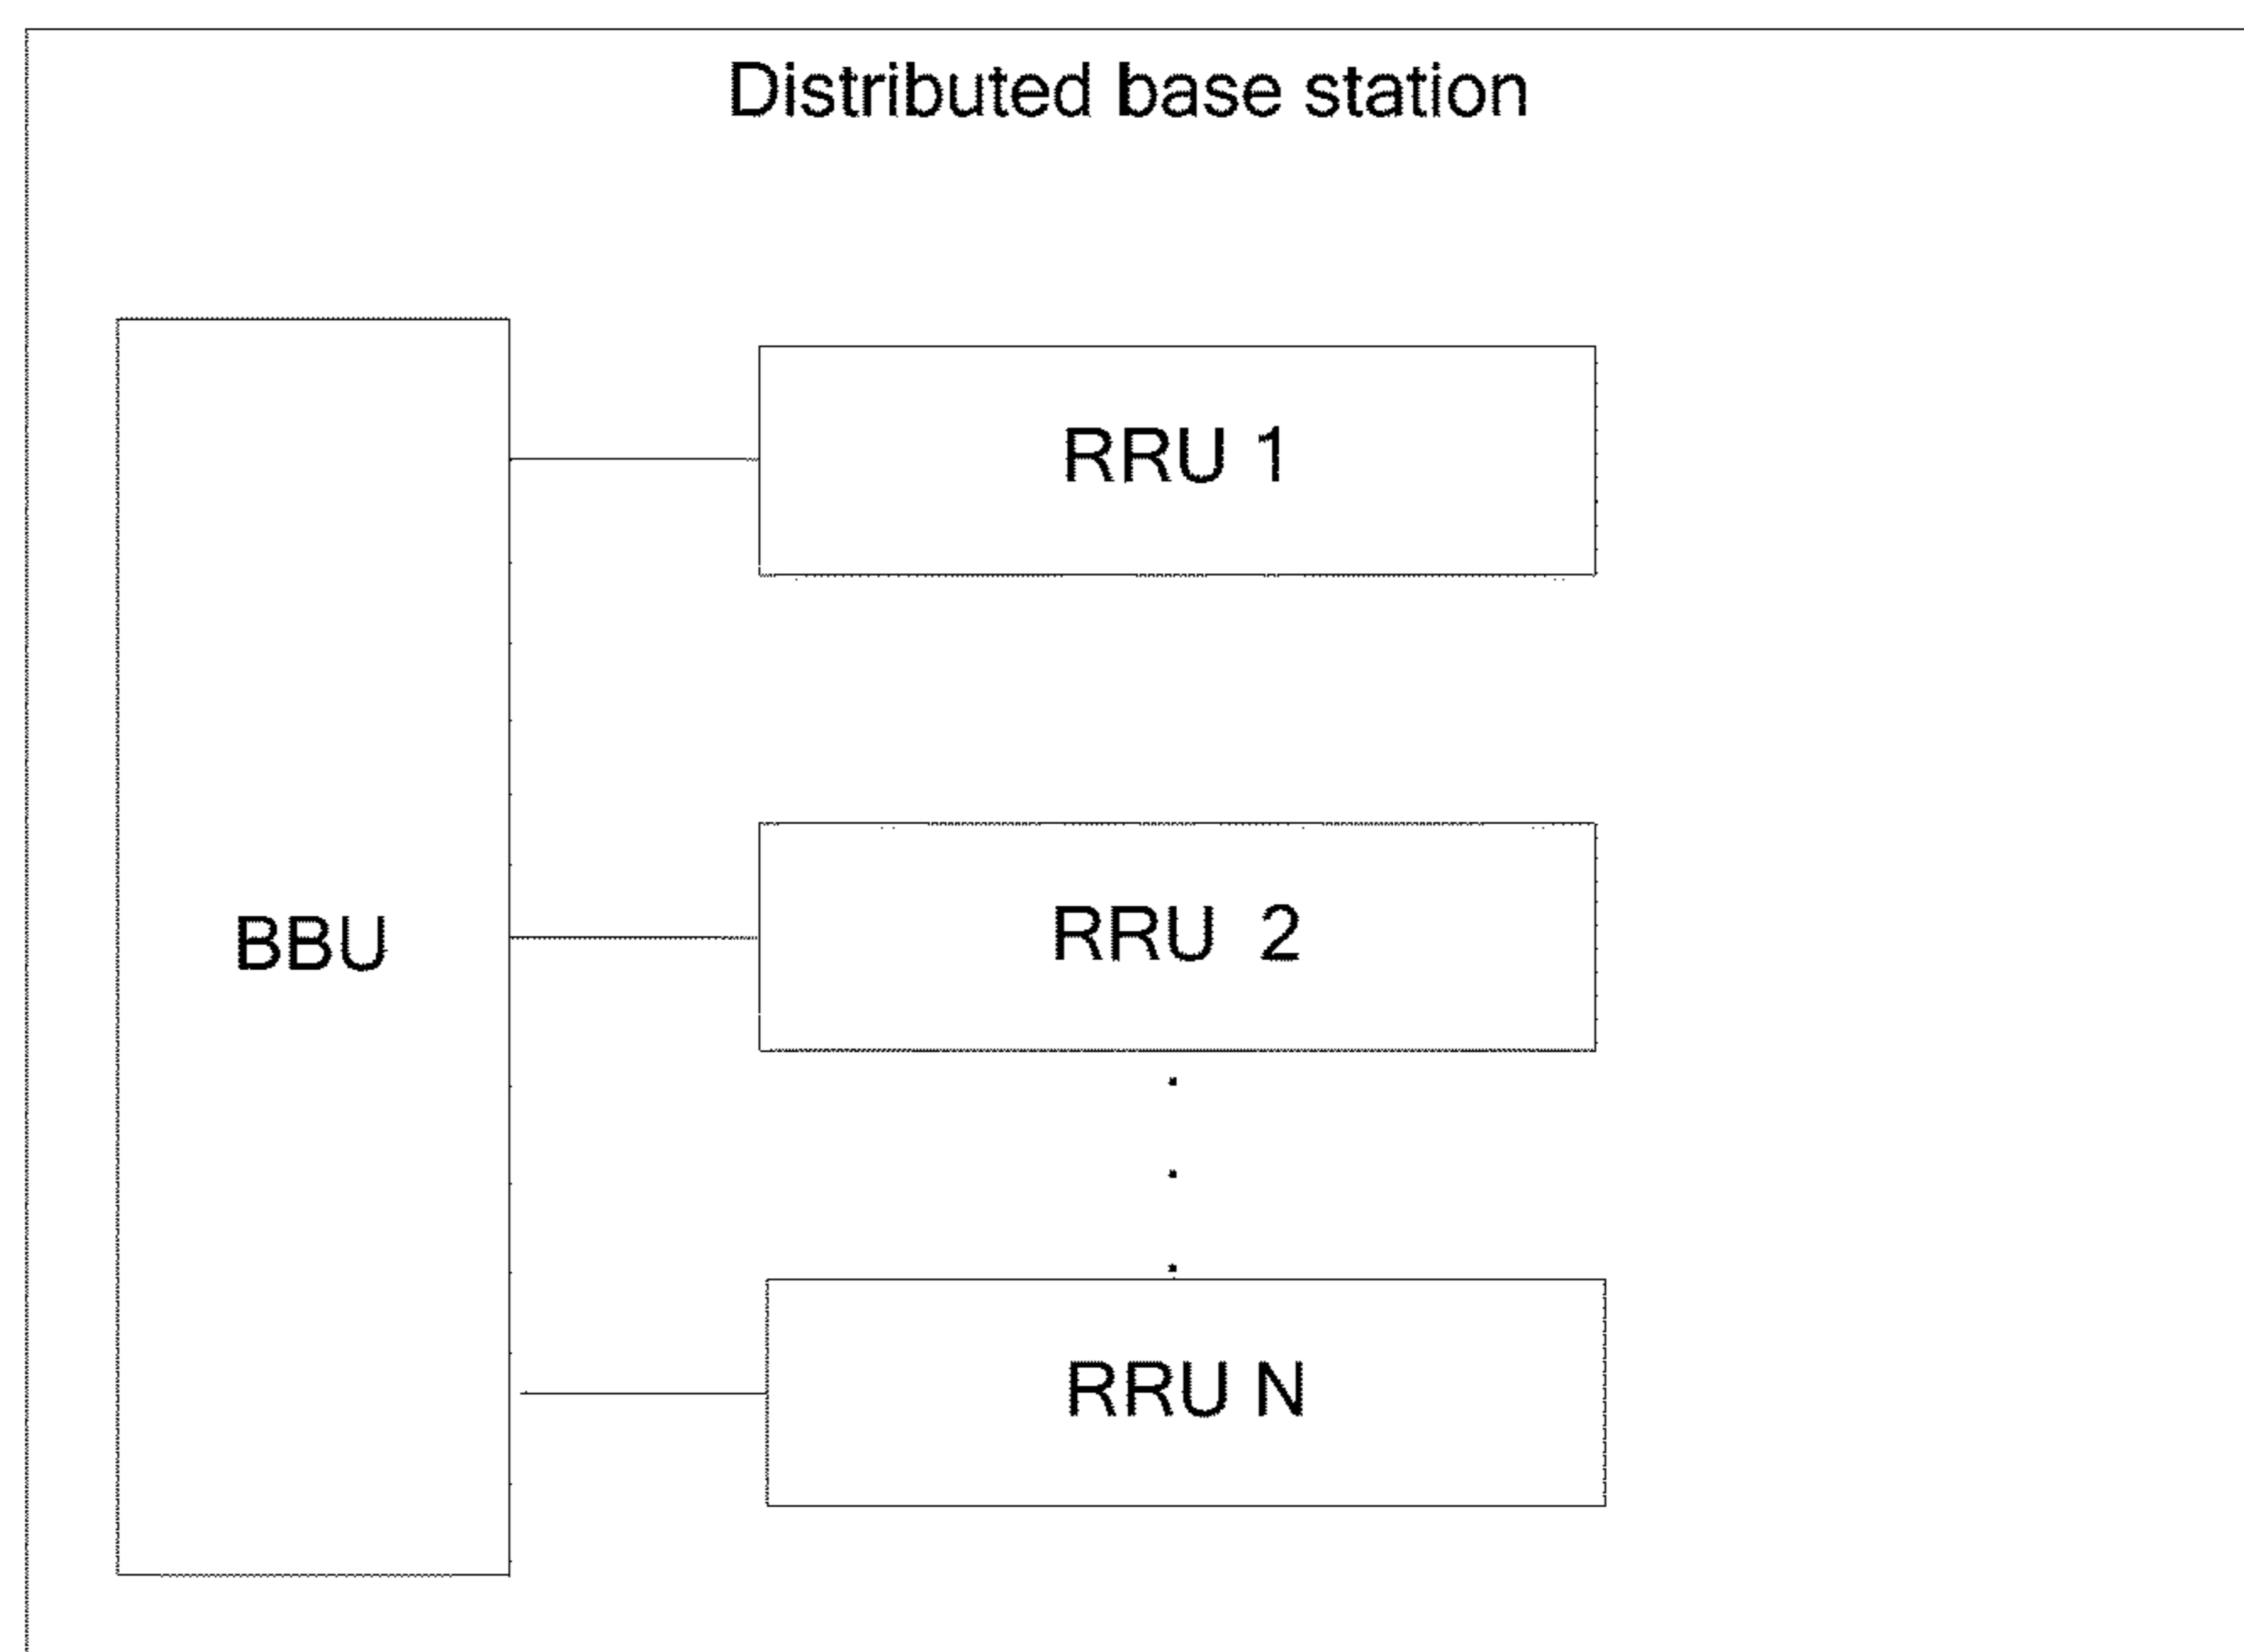 Distributed base station
RRU 1
BBU
RRU 2
RRU N